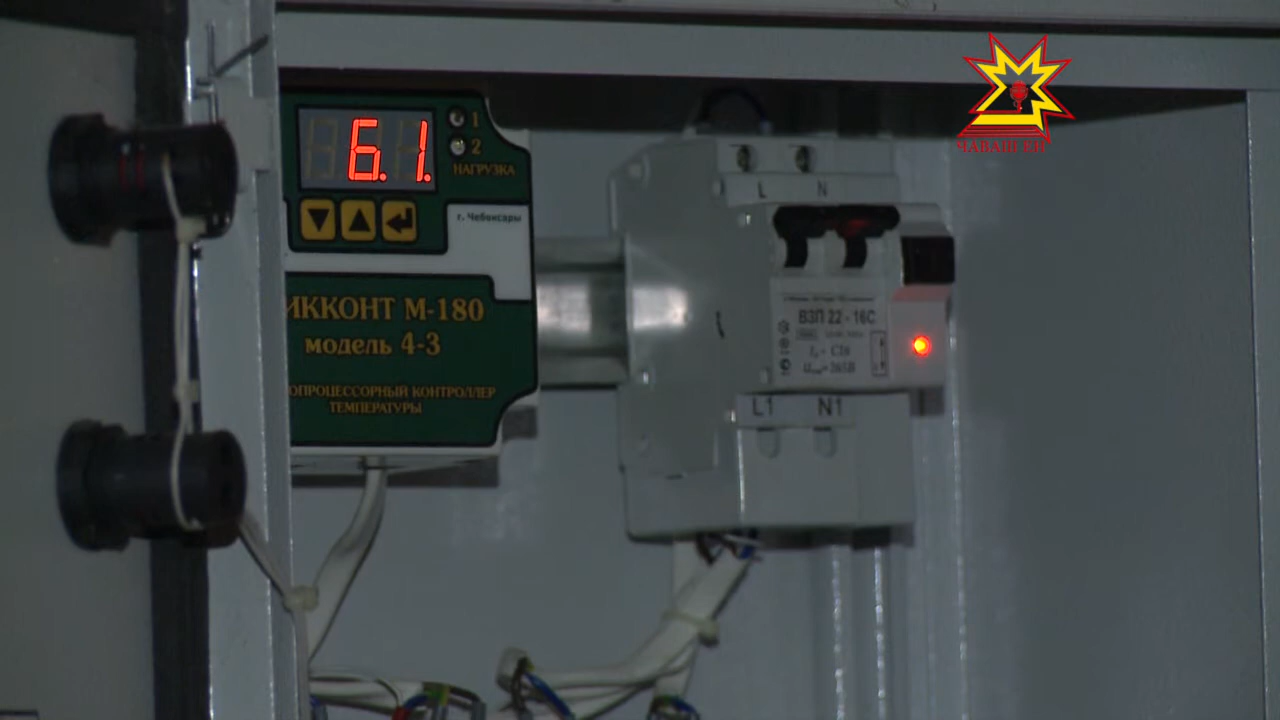 6.1.
1
2
НАГРУЗКА
г. Чебоксары
ИККОНТ М-180
модель 4-3
ОПРОЦЕССОРНЫЙ КОНТРОЛЛЕР
ТЕМПЕРАТУРЫ
L N
ВЗП 22 - 16С
L1 N1
ЧĂВАШ ЕН